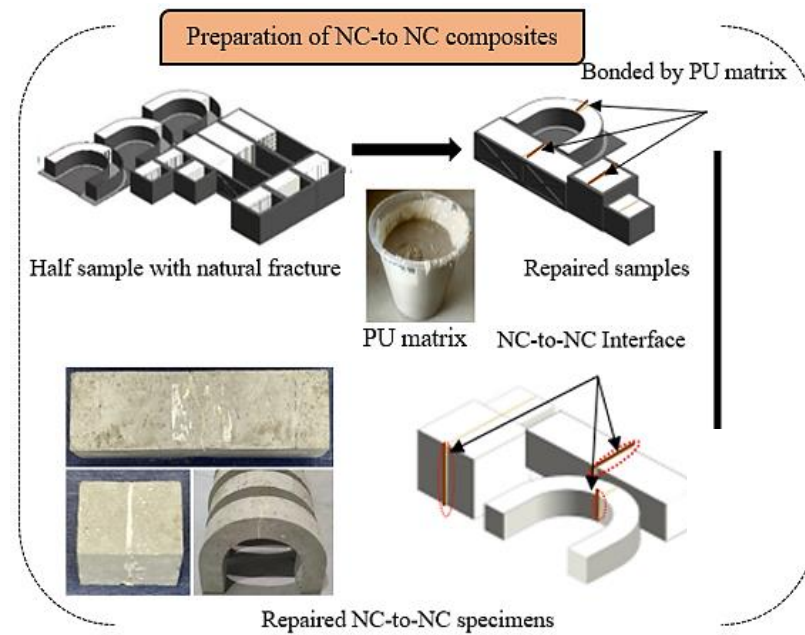 Preparation of NC-to NC composites
Bonded by PU matrix
Half sample with natural fracture
Repaired samples
PU matrix
NC-to-NC Interface
Repaired NC-to-NC specimens